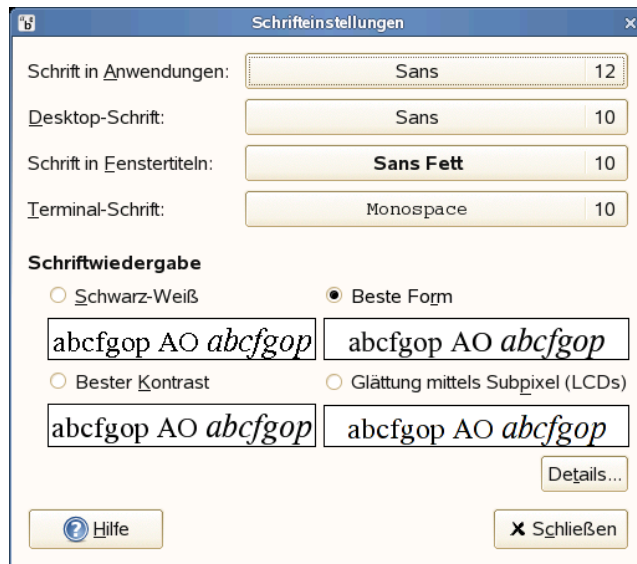 Schrifteinstellungen
Schrift in Anwendungen: Sans 12
Desktop-Schrift: Sans 10
Schrift in Fenstertiteln: Sans Fett 10
Terminal-Schrift: Monospace 10
Schriftwiedergabe
Schwarz-Weiß Beste Form
abcfgop AO abcfgop abcfgop AO abcfgop
Bester Kontrast Glättung mittels Subpixel (LCDs)
abcfgop AO abcfgop abcfgop AO abcfgop
Details...
Hilfe Schließen